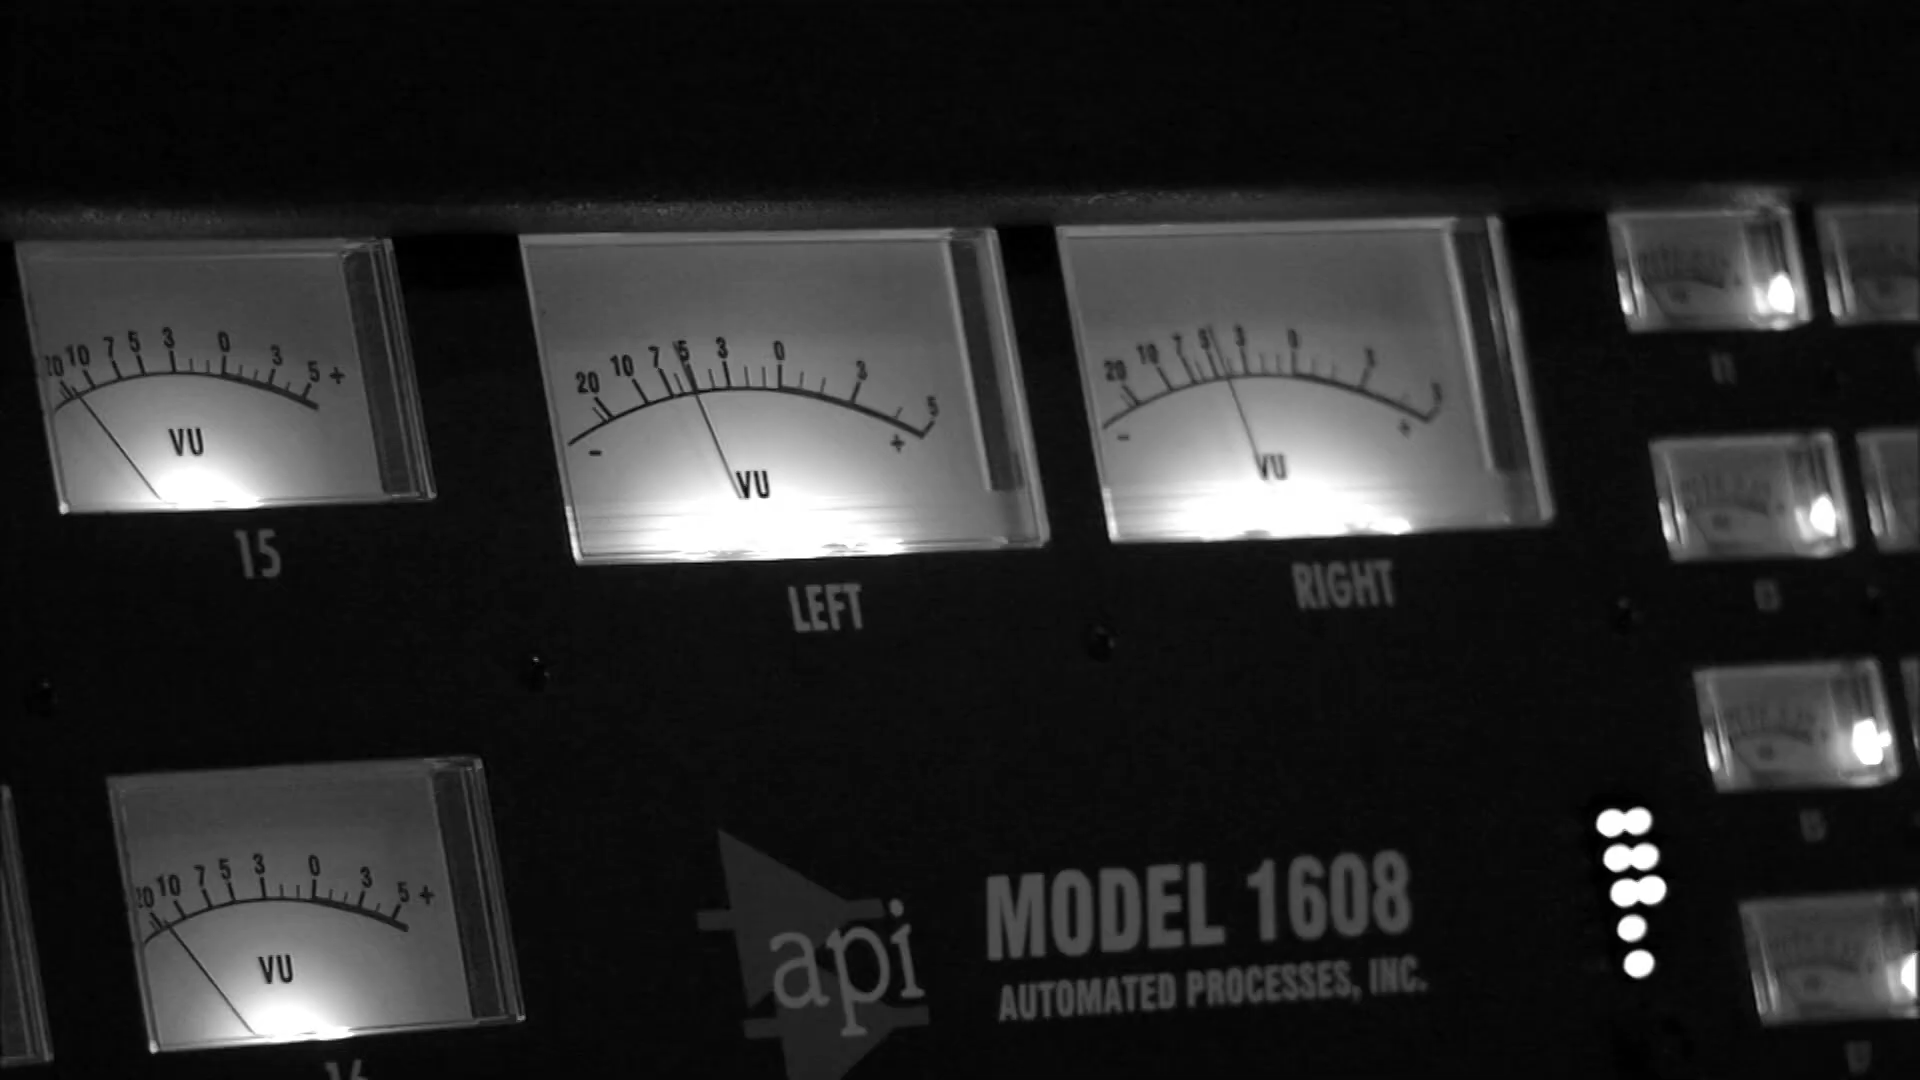 20 10 7 5 3 0 3 5 +
VU
15
20 10 7 5 3 0 3 5
- +
VU
LEFT
20 10 7 5 3 0 3
- +
VU
RIGHT
20 10 7 5 3 0 3 5 +
VU
16
api
MODEL 1608
AUTOMATED PROCESSES, INC.